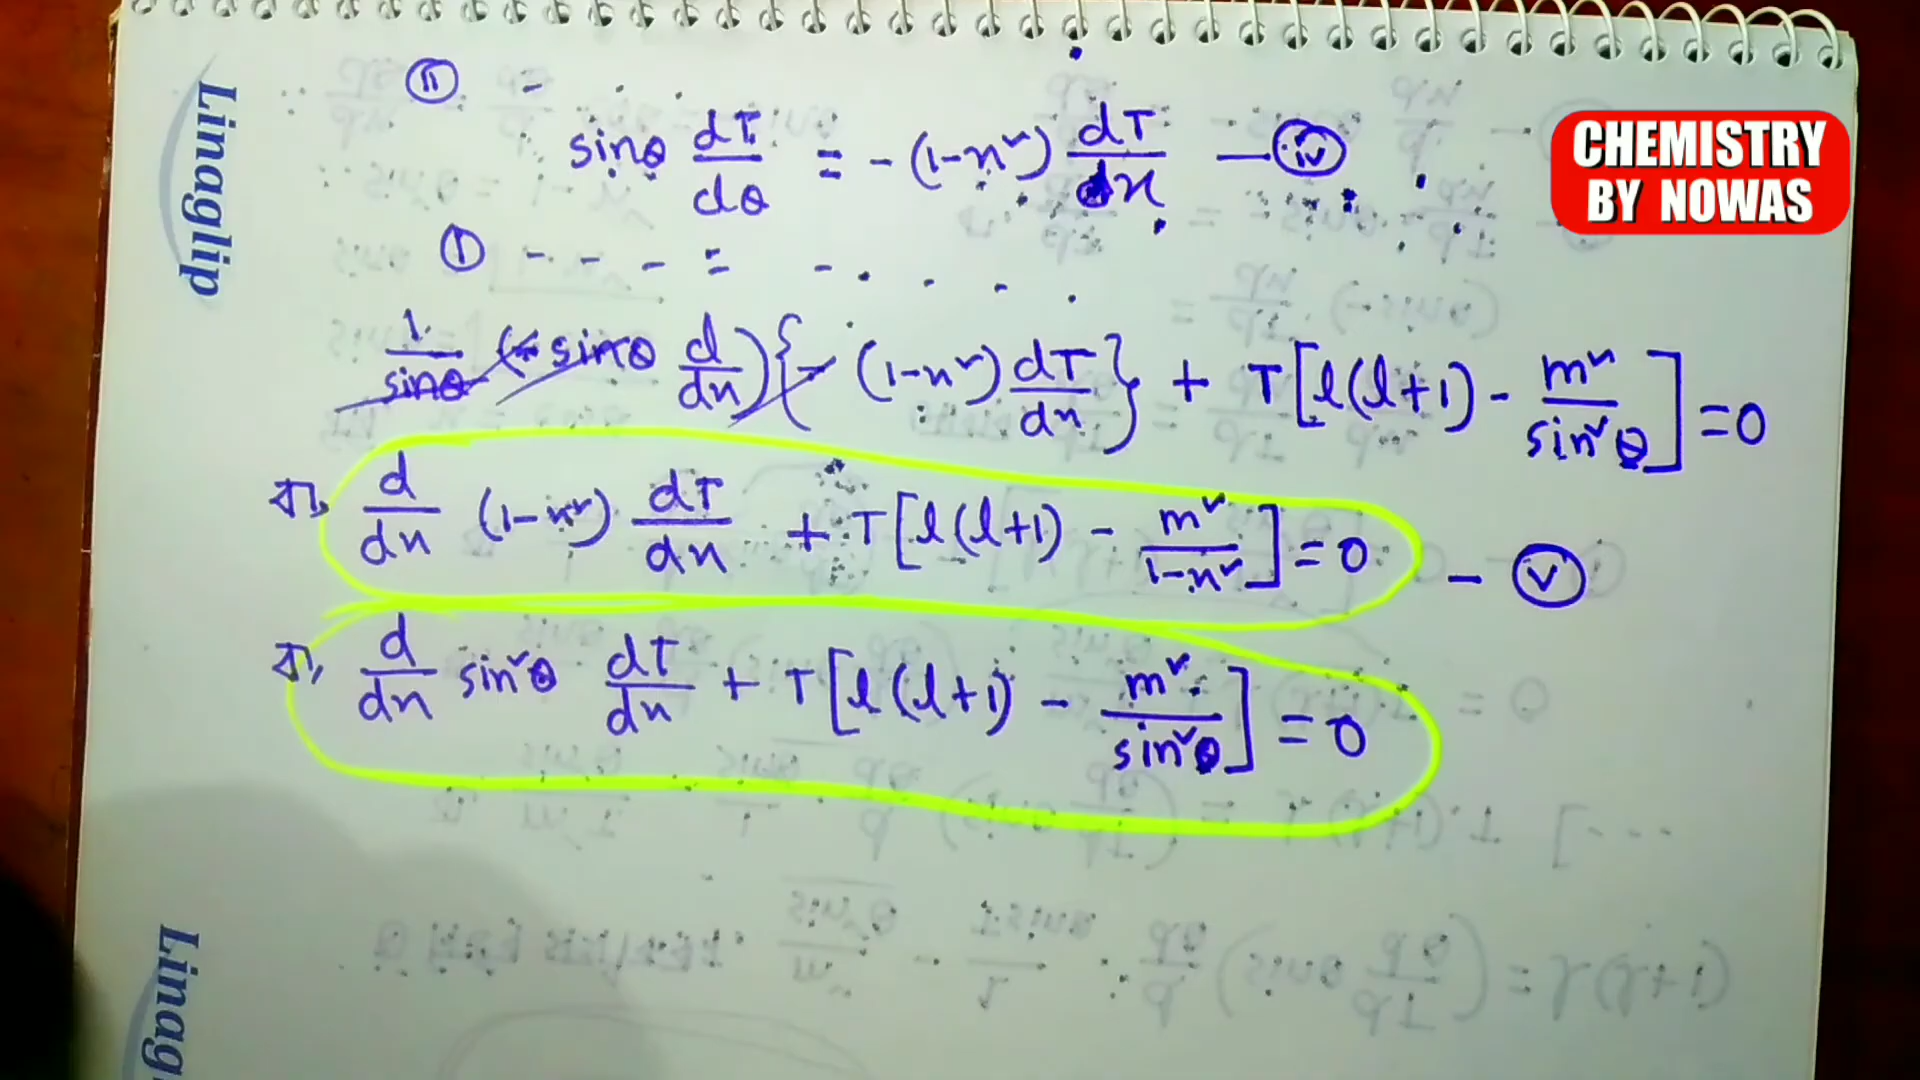 Linaglip
ⓘⓘ -
sinθ dT/dθ = -(1-x²) dT/dx — ⓘⓥ
CHEMISTRY
BY NOWAS
ⓘ - - - = - . . . .
1/sinθ (-sinθ d/dx){-(1-x²) dT/dx} + T[l(l+1) - m²/sin²θ] = 0
বা, d/dx (1-x²) dT/dx + T[l(l+1) - m²/1-x²] = 0 - ⓥ
বা, d/dx sin²θ dT/dx + T[l(l+1) - m²/sin²θ] = 0
Linag